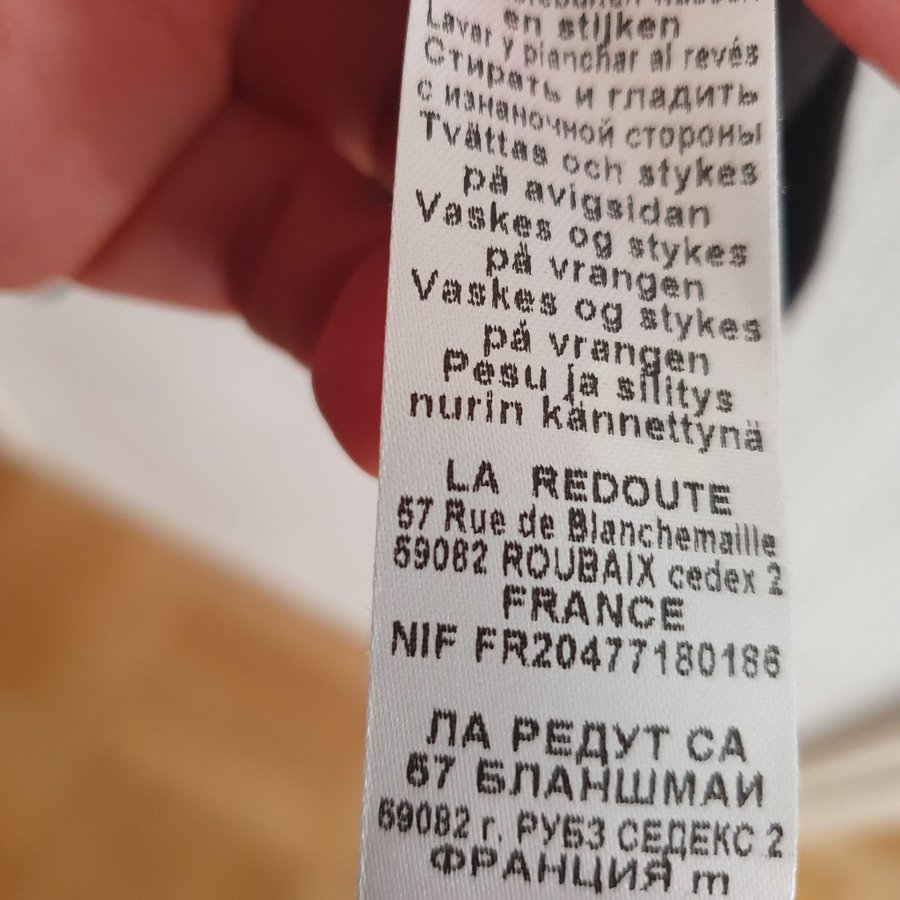 en stijken
Lavar y planchar al revés
Стирать и гладить
с изнаночной стороны
Tvättas och stykes
på avigsidan
Vaskes og stykes
på vrangen
Vaskes og stykes
på vrangen
Pesu ja silitys
nurin kännettynä
LA REDOUTE
57 Rue de Blanchemaille
59082 ROUBAIX cedex 2
FRANCE
NIF FR20477180186
ЛА РЕДУТ СА
57 БЛАНШМАИ
59082 г. РУБЗ СЕДЕКС 2
ФРАНЦИЯ m